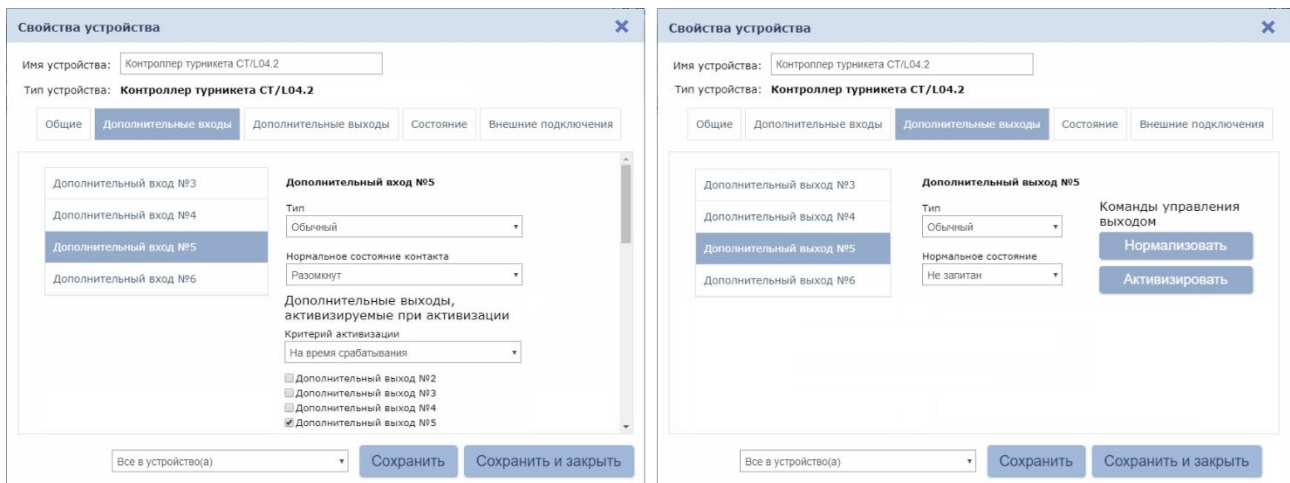 Свойства устройства
Имя устройства: Контроллер турникета CT/L04.2
Тип устройства: Контроллер турникета CT/L04.2
Общие Дополнительные входы Дополнительные выходы Состояние Внешние подключения
Дополнительный вход №3
Дополнительный вход №4
Дополнительный вход №5
Дополнительный вход №6
Дополнительный вход №5
Тип
Обычный
Нормальное состояние контакта
Разомкнут
Дополнительные выходы,
активизируемые при активизации
Критерий активизации
На время срабатывания
Дополнительный выход №2
Дополнительный выход №3
Дополнительный выход №4
Дополнительный выход №5
Все в устройство(а) Сохранить Сохранить и закрыть
Свойства устройства
Имя устройства: Контроллер турникета CT/L04.2
Тип устройства: Контроллер турникета CT/L04.2
Общие Дополнительные входы Дополнительные выходы Состояние Внешние подключения
Дополнительный выход №3
Дополнительный выход №4
Дополнительный выход №5
Дополнительный выход №6
Дополнительный выход №5
Тип
Обычный
Нормальное состояние
Не запитан
Команды управления
выходом
Нормализовать
Активизировать
Все в устройство(а) Сохранить Сохранить и закрыть